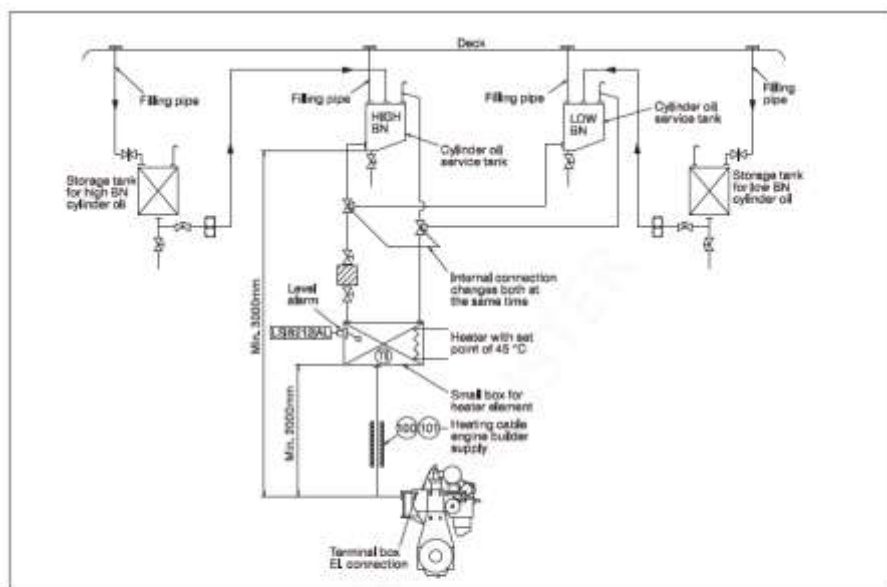 Deck
Filling pipe
Filling pipe
Filling pipe
Filling
pipe
HIGH
BN
LOW
BN
Cylinder oil
service tank
Cylinder oil
service tank
Storage tank
for high BN
cylinder oil
Storage tank
for low BN
cylinder oil
Internal connection
changes both at
the same time
Level
alarm
Min. 3000mm
Heater with set
point of 45 °C
Small box for
heater element
Min. 2000mm
100 101
Heating cable
engine builder
supply
Terminal box
EL connection